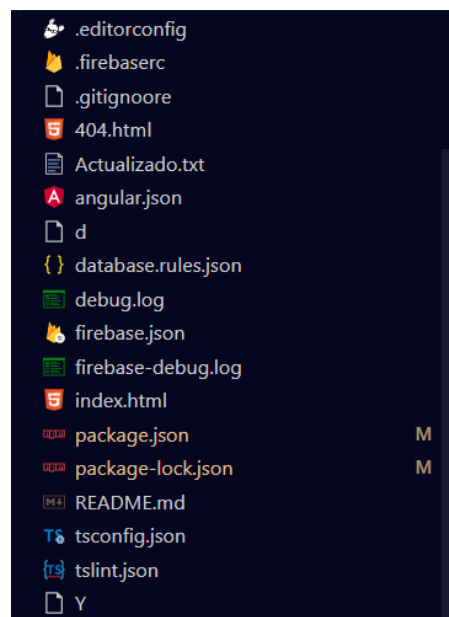 .editorconfig
.firebaserc
.gitignoore
404.html
Actualizado.txt
angular.json
d
database.rules.json
debug.log
firebase.json
firebase-debug.log
index.html
package.json M
package-lock.json M
README.md
tsconfig.json
tslint.json
Y